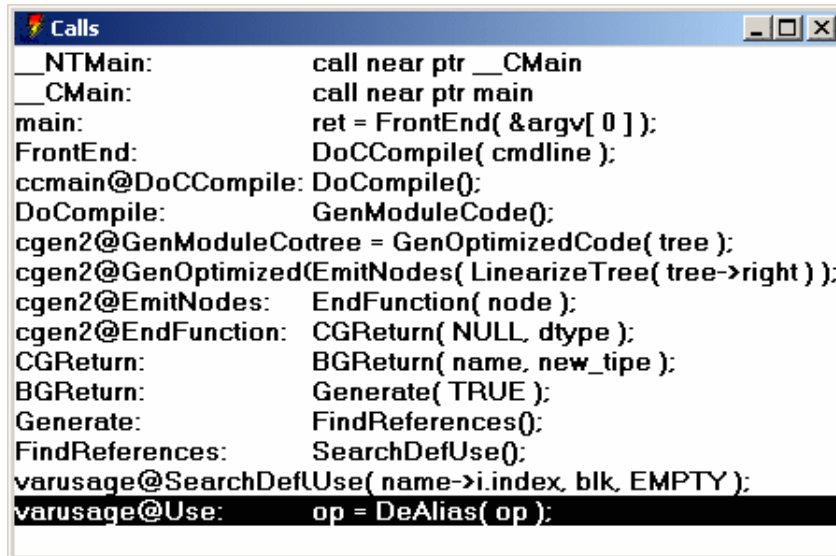 Calls
__NTMain: call near ptr __CMain
__CMain: call near ptr main
main: ret = FrontEnd( &argv[ 0 ] );
FrontEnd: DoCCompile( cmdline );
ccmain@DoCCompile: DoCompile();
DoCompile: GenModuleCode();
cgen2@GenModuleCodtree = GenOptimizedCode( tree );
cgen2@GenOptimized(EmitNodes( LinearizeTree( tree->right ) );
cgen2@EmitNodes: EndFunction( node );
cgen2@EndFunction: CGReturn( NULL, dtype );
CGReturn: BGReturn( name, new_tipe );
BGReturn: Generate( TRUE );
Generate: FindReferences();
FindReferences: SearchDefUse();
varusage@SearchDefUse( name->i.index, blk, EMPTY );
varusage@Use: op = DeAlias( op );